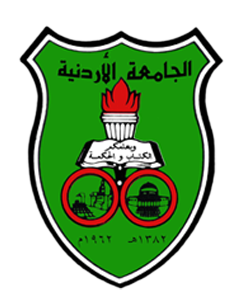 الجامعة الأردنية
ويعلمكم
الكتاب والحكمة
١٣٨٢هـ
١٩٦٢م